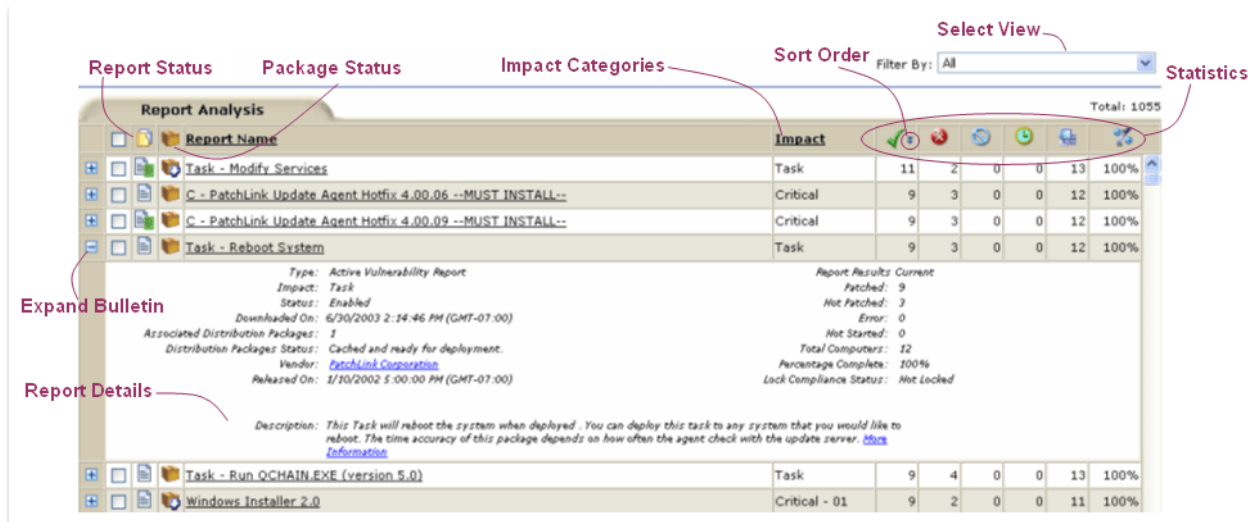 Select View
Report Status
Package Status
Impact Categories
Sort Order
Filter By: All
Statistics
Report Analysis
Total: 1055
Report Name Impact
Task - Modify Services Task 11 2 0 0 13 100%
C - PatchLink Update Agent Hotfix 4.00.06 --MUST INSTALL-- Critical 9 3 0 0 12 100%
C - PatchLink Update Agent Hotfix 4.00.09 --MUST INSTALL-- Critical 9 3 0 0 12 100%
Task - Reboot System Task 9 3 0 0 12 100%
Type: Active Vulnerability Report Report Results Current
Impact: Task Patched: 9
Status: Enabled Not Patched: 3
Expand Bulletin
Downloaded On: 6/30/2003 2:14:46 PM (GMT-07:00) Error: 0
Associated Distribution Packages: 1 Not Started: 0
Distribution Packages Status: Cached and ready for deployment. Total Computers: 12
Vendor: PatchLink Corporation Percentage Complete: 100%
Released On: 1/10/2002 5:00:00 PM (GMT-07:00) Lock Compliance Status: Not Locked
Report Details
Description: This Task will reboot the system when deployed . You can deploy this task to any system that you would like to
reboot. The time accuracy of this package depends on how often the agent check with the update server. More
Information
Task - Run QCHAIN.EXE (version 5.0) Task 9 4 0 0 13 100%
Windows Installer 2.0 Critical - 01 9 2 0 0 11 100%